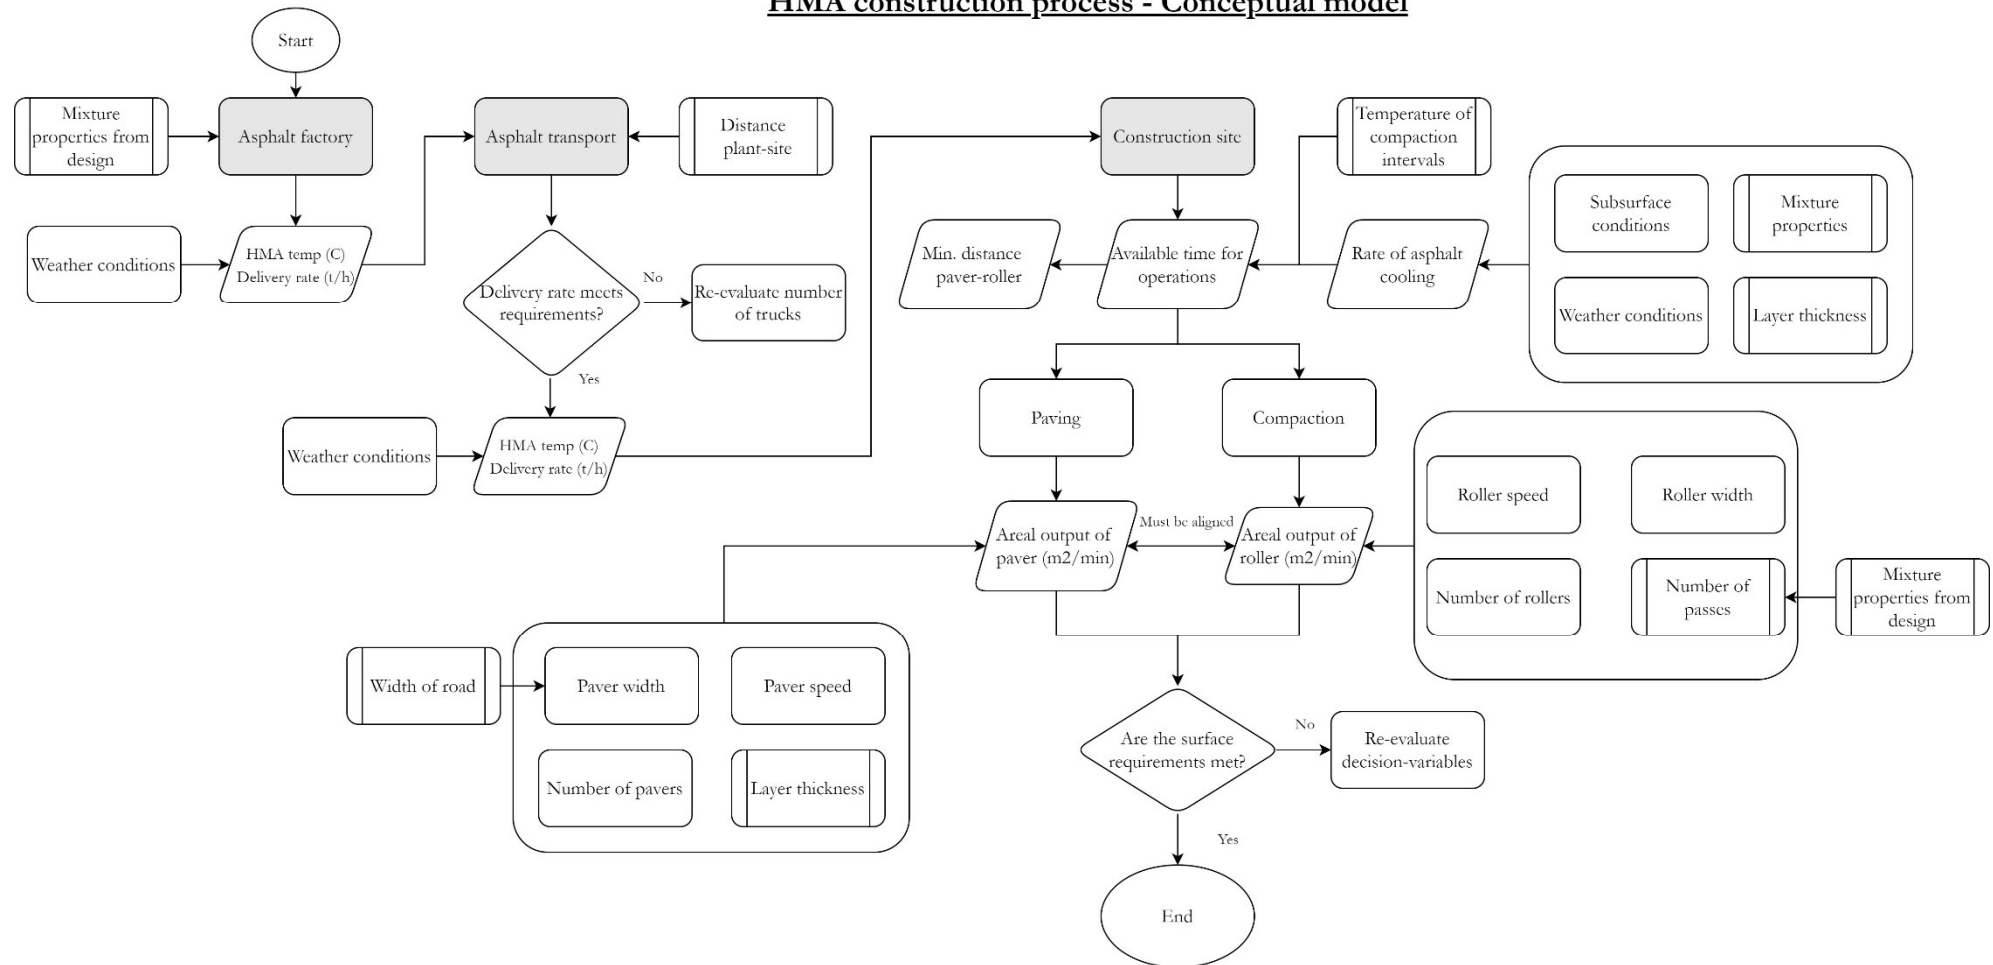 HMA construction process - Conceptual model
Start
Mixture
properties from
design
Asphalt factory
Asphalt transport
Distance
plant-site
Construction site
Temperature of
compaction
intervals
Weather conditions
HMA temp (C)
Delivery rate (t/h)
Delivery rate meets
requirements?
No
Re-evaluate number
of trucks
Yes
Weather conditions
HMA temp (C)
Delivery rate (t/h)
Min. distance
paver-roller
Available time for
operations
Rate of asphalt
cooling
Subsurface
conditions
Mixture
properties
Weather conditions
Layer thickness
Paving
Compaction
Areal output of
paver (m2/min)
Must be aligned
Areal output of
roller (m2/min)
Roller speed
Roller width
Number of rollers
Number of
passes
Mixture
properties from
design
Width of road
Paver width
Paver speed
Number of pavers
Layer thickness
Are the surface
requirements met?
No
Re-evaluate
decision-variables
Yes
End